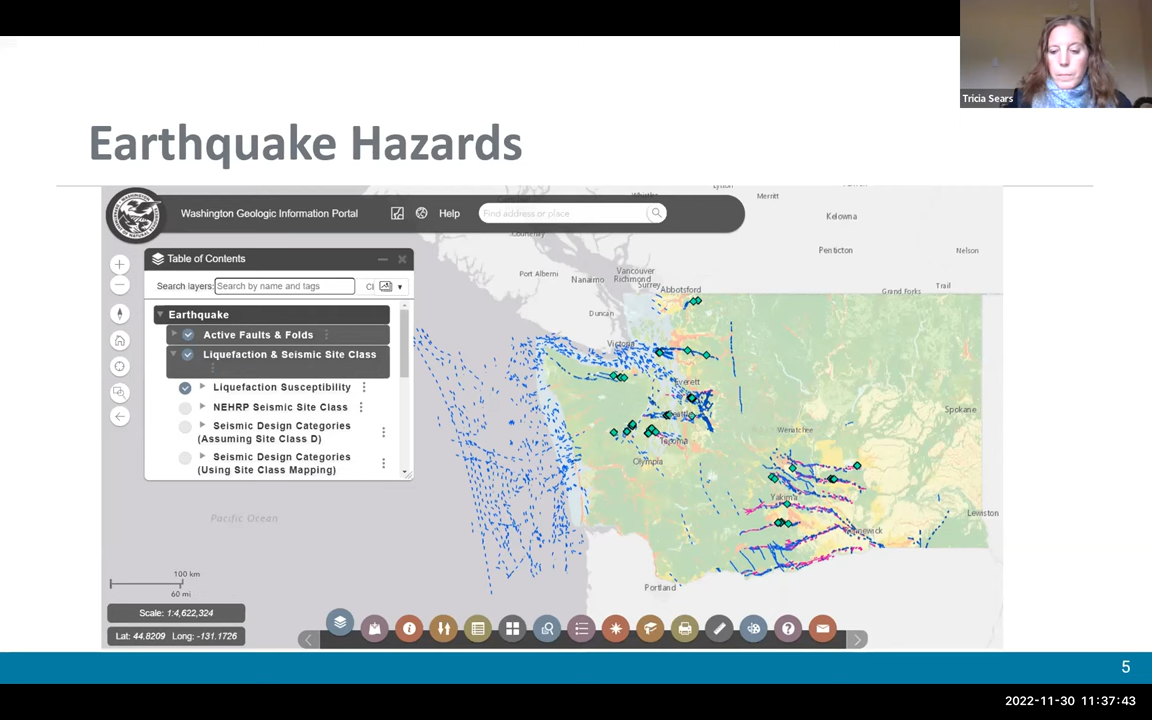 Tricia Sears
Earthquake Hazards
Washington Geologic Information Portal
Help
Find address or place
Table of Contents
Search layers:
Search by name and tags
Cl
Earthquake
Active Faults & Folds
Liquefaction & Seismic Site Class
Liquefaction Susceptibility
NEHRP Seismic Site Class
Seismic Design Categories
(Assuming Site Class D)
Seismic Design Categories
(Using Site Class Mapping)
Merritt
Kelowna
Penticton
Nelson
Trail
Grand Forks
Courtenay
Port Alberni
Nanaimo
Vancouver
Richmond
Surrey
Abbotsford
Duncan
Victoria
Everett
Seattle
Tacoma
Olympia
Wenatchee
Spokane
Yakima
Lewiston
Portland
Pacific Ocean
100 km
60 mi
Scale: 1:4,622,324
Lat: 44.8209 Long: -131.1726
5
2022-11-30 11:37:43